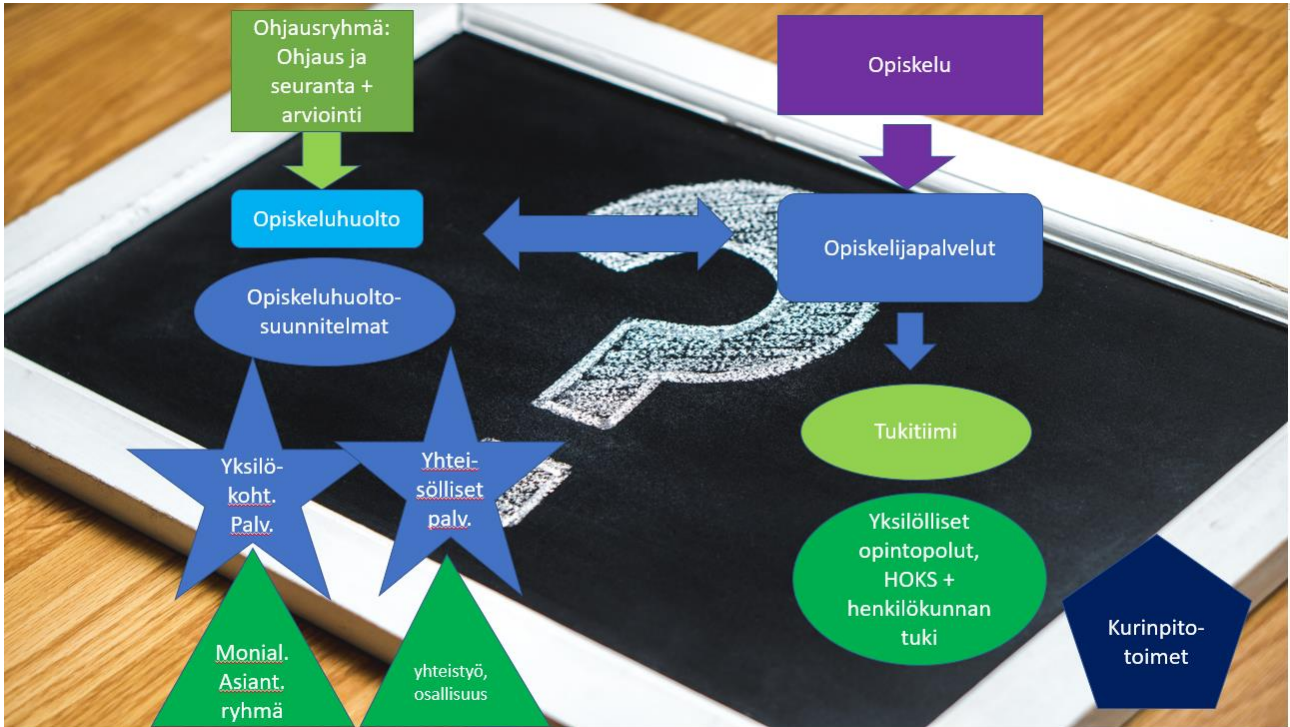 Ohjausryhmä:
Ohjaus ja
seuranta +
arviointi
Opiskelu
Opiskeluhuolto
Opiskelijapalvelut
Opiskeluhuolto-
suunnitelmat
Tukitiimi
Yksilö-
koht.
Palv.
Yhtei-
sölliset
palv.
Yksilölliset
opintopolut,
HOKS +
henkilökunnan
tuki
Kurinpito-
toimet
Monial.
Asiant.
ryhmä
yhteistyö,
osallisuus